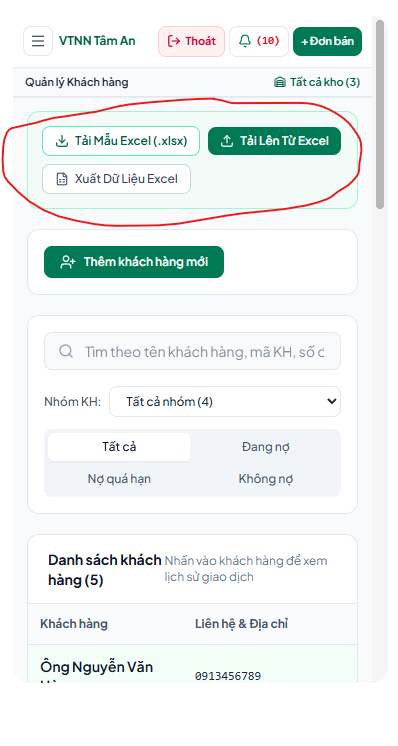 VTNN Tâm An
Thoát
(10)
+ Đơn bán
Quản lý Khách hàng
Tất cả kho (3)
Tải Mẫu Excel (.xlsx)
Tải Lên Từ Excel
Xuất Dữ Liệu Excel
Thêm khách hàng mới
Tìm theo tên khách hàng, mã KH, số
Nhóm KH:
Tất cả nhóm (4)
Tất cả
Đang nợ
Nợ quá hạn
Không nợ
Danh sách khách
hàng (5)
Nhấn vào khách hàng để xem
lịch sử giao dịch
Khách hàng
Liên hệ & Địa chỉ
Ông Nguyễn Văn
0913456789